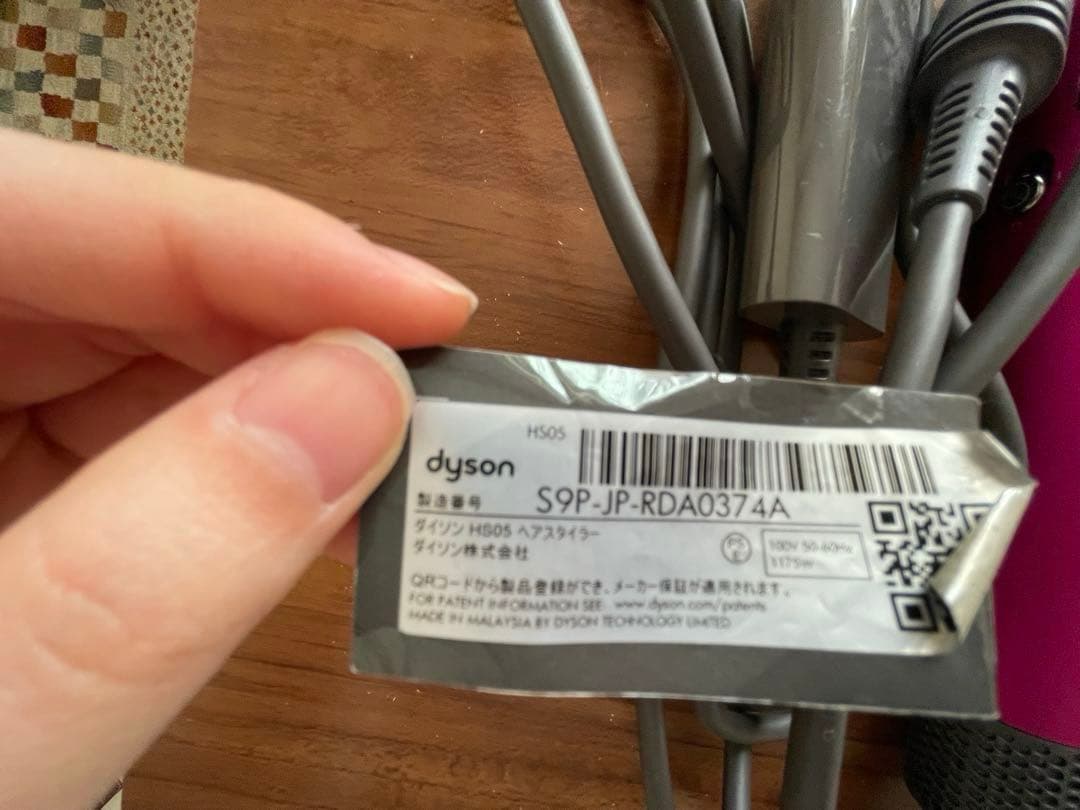 HS05
dyson
製造番号 S9P-JP-RDA0374A
ダイソン HS05 ヘアスタイラー
ダイソン株式会社
PS
E
100V 50-60Hz
1175W
QRコードから製品登録ができ、メーカー保証が適用されます。
FOR PATENT INFORMATION SEE: www.dyson.com/patents
MADE IN MALAYSIA BY DYSON TECHNOLOGY LIMITED